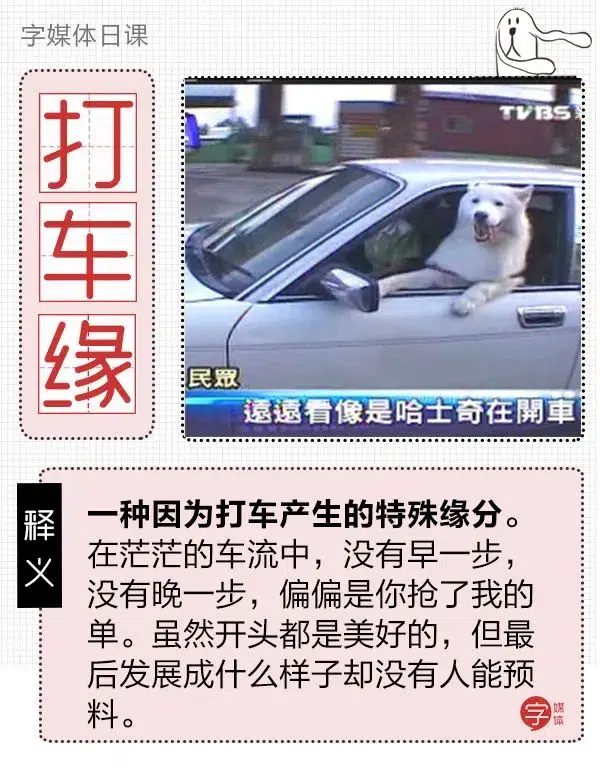 字媒体日课
打
车
缘
TVBS
民眾
遠遠看像是哈士奇在開車
释义
一种因为打车产生的特殊缘分。
在茫茫的车流中，没有早一步，
没有晚一步，偏偏是你抢了我的
单。虽然开头都是美好的，但最
后发展成什么样子却没有人能预
料。
字媒体